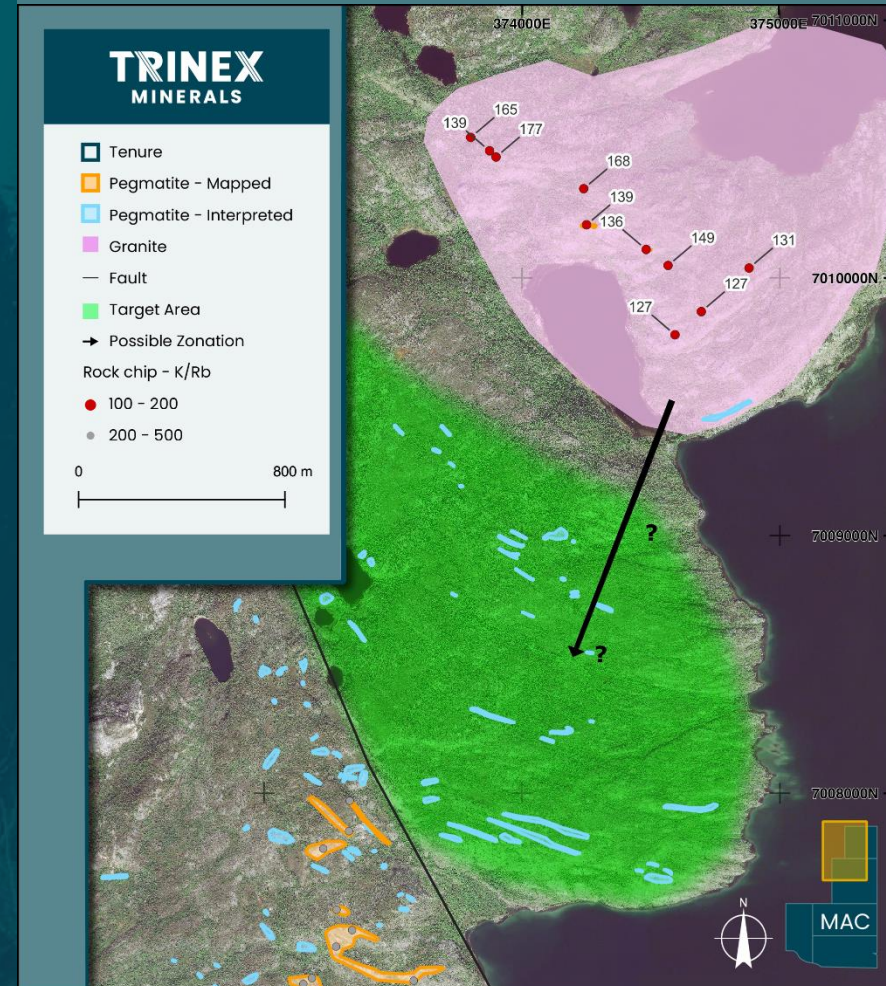 TRINEX
MINERALS
Tenure
Pegmatite - Mapped
Pegmatite - Interpreted
Granite
Fault
Target Area
Possible Zonation
Rock chip - K/Rb
100 - 200
200 - 500
0 800 m
374000E
375000E
7011000N
165
139
177
168
139
136
149
131
127
127
7010000N
?
7009000N
?
7008000N
N
MAC